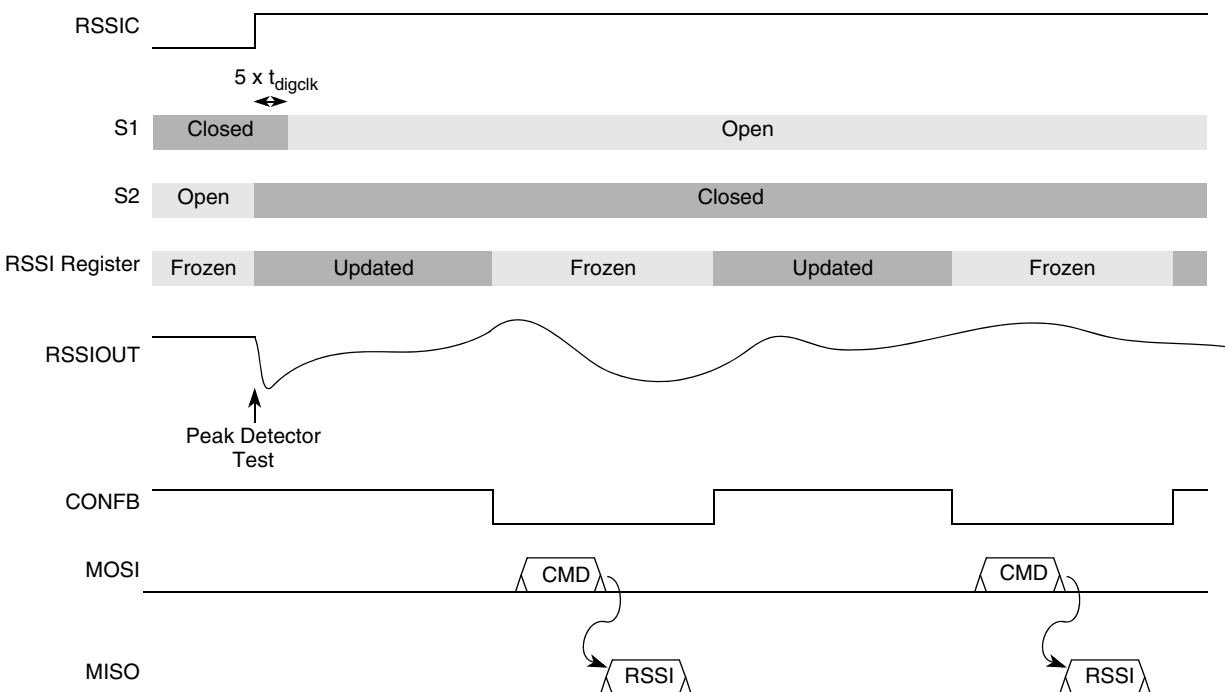 RSSIC
5 x tdigclk
S1 Closed Open
S2 Open Closed
RSSI Register Frozen Updated Frozen Updated Frozen
RSSIOUT
Peak Detector
Test
CONFB
MOSI CMD CMD
MISO RSSI RSSI